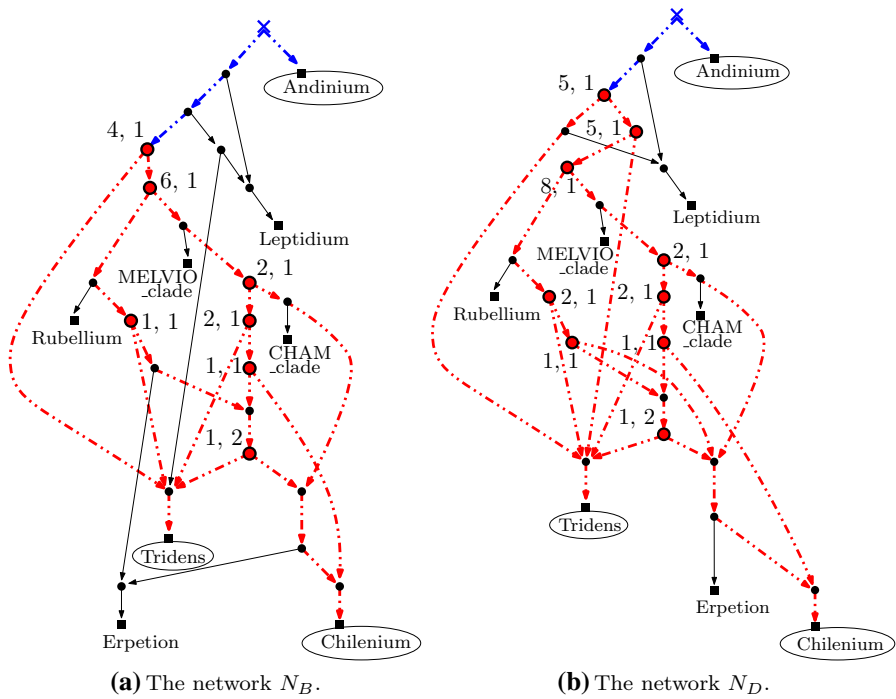 Andinium
4, 1
6, 1
Leptidium
MELVIO
_clade
2, 1
Rubellium
1, 1
2, 1
CHAM
_clade
1, 1
1, 2
Tridens
Erpetion
Chilenium
(a) The network N_B.
Andinium
5, 1
5, 1
8, 1
Leptidium
MELVIO
_clade
2, 1
Rubellium
2, 1
2, 1
CHAM
_clade
1, 1
1, 1
1, 2
Tridens
Erpetion
Chilenium
(b) The network N_D.